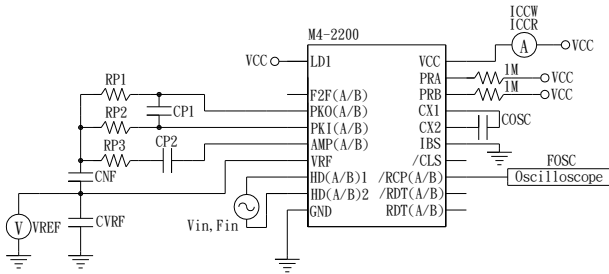 ICCW
ICCR
M4-2200
A
VCC
VCC
LD1
VCC
RP1
PRA
1M
VCC
F2F(A/B)
PRB
1M
VCC
CP1
PKO(A/B)
CX1
RP2
PKI(A/B)
CX2
COSC
RP3
CP2
AMP(A/B)
IBS
VRF
/CLS
FOSC
CNF
HD(A/B)1
/RCP(A/B)
Oscilloscope
HD(A/B)2
/RDT(A/B)
V
VREF
CVRF
Vin,Fin
GND
RDT(A/B)